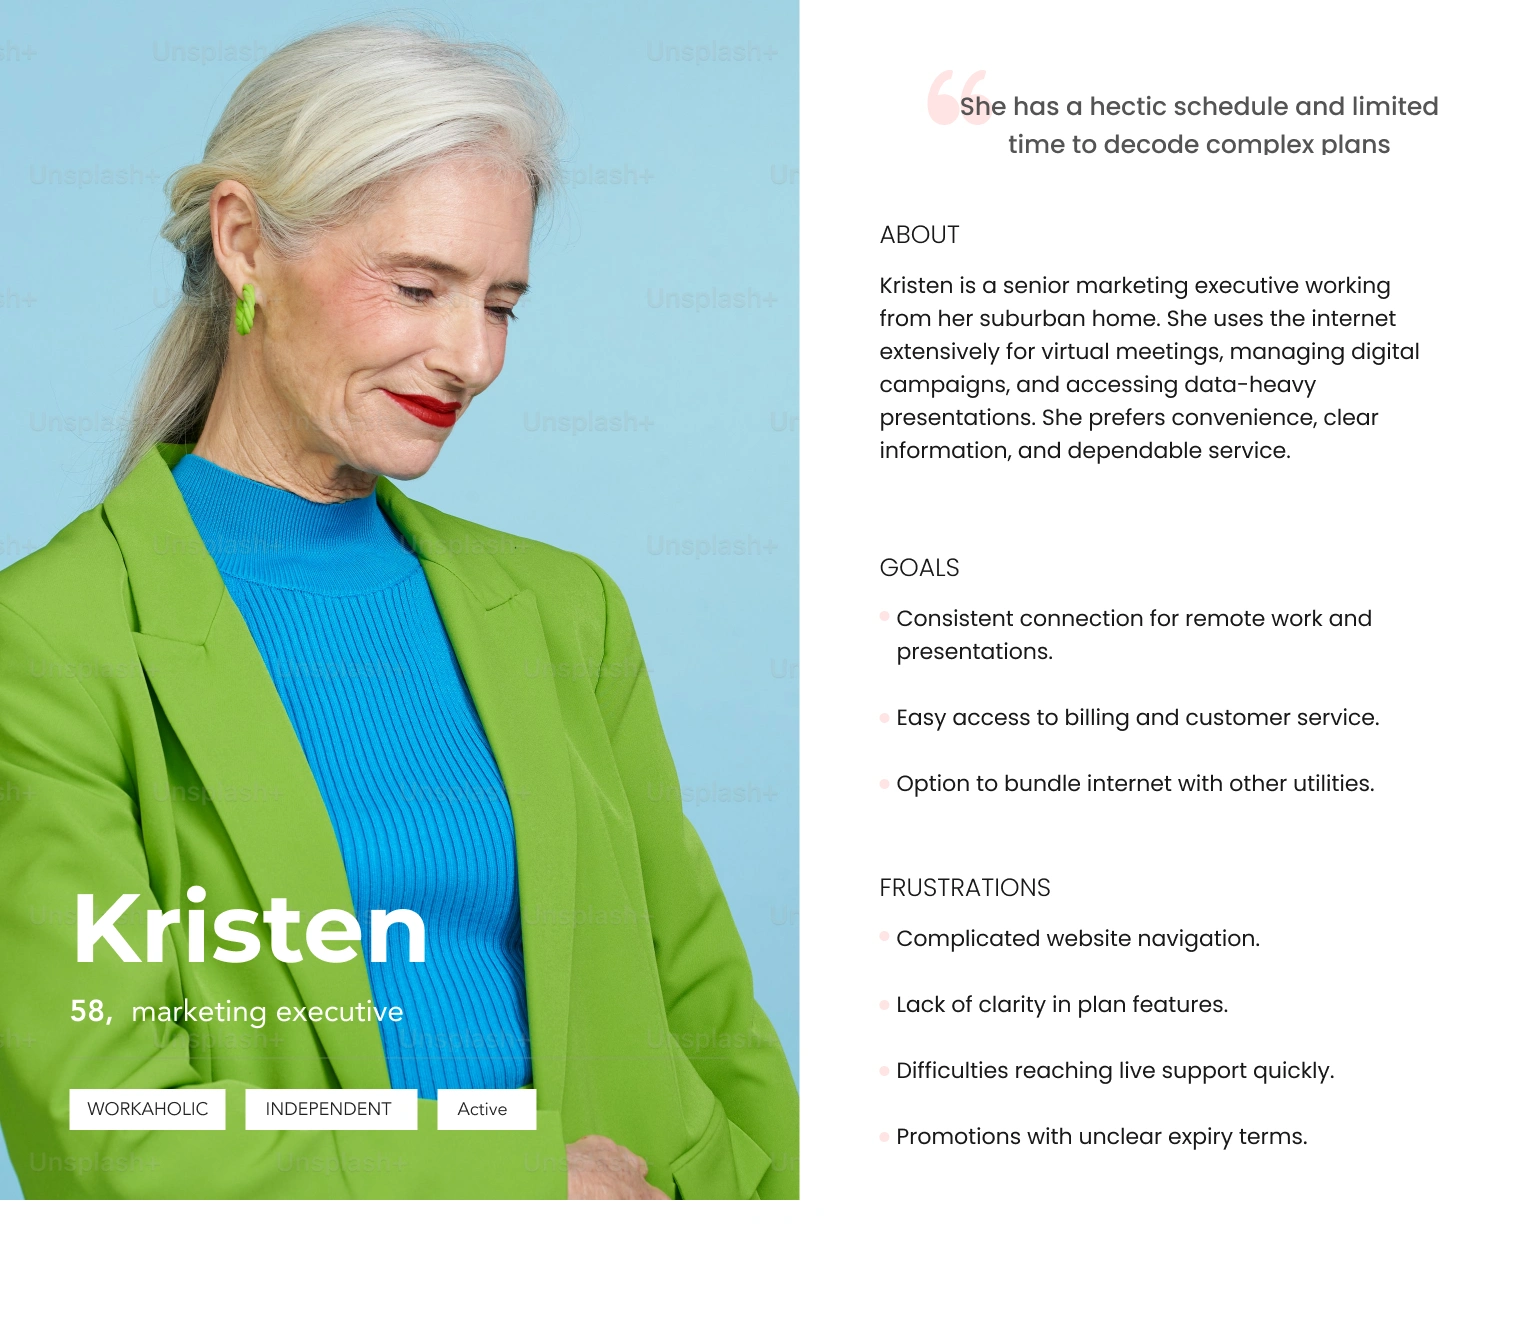 She has a hectic schedule and limited
time to decode complex plans
ABOUT
Kristen is a senior marketing executive working
from her suburban home. She uses the internet
extensively for virtual meetings, managing digital
campaigns, and accessing data-heavy
presentations. She prefers convenience, clear
information, and dependable service.
GOALS
Consistent connection for remote work and
presentations.
Easy access to billing and customer service.
Option to bundle internet with other utilities.
FRUSTRATIONS
Complicated website navigation.
Lack of clarity in plan features.
Difficulties reaching live support quickly.
Promotions with unclear expiry terms.
Kristen
58, marketing executive
WORKAHOLIC INDEPENDENT Active
Unsplash+